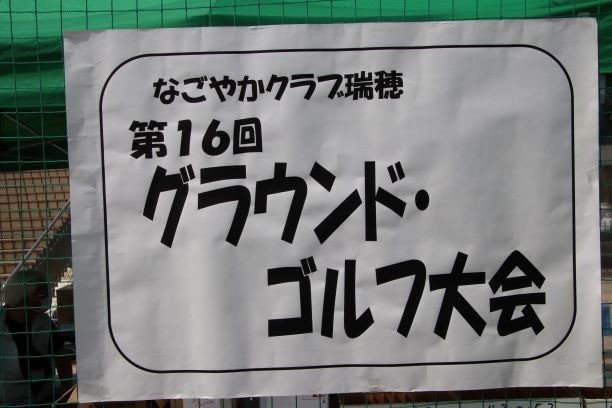 なごやかクラブ瑞穂
第16回
グラウンド・
ゴルフ大会